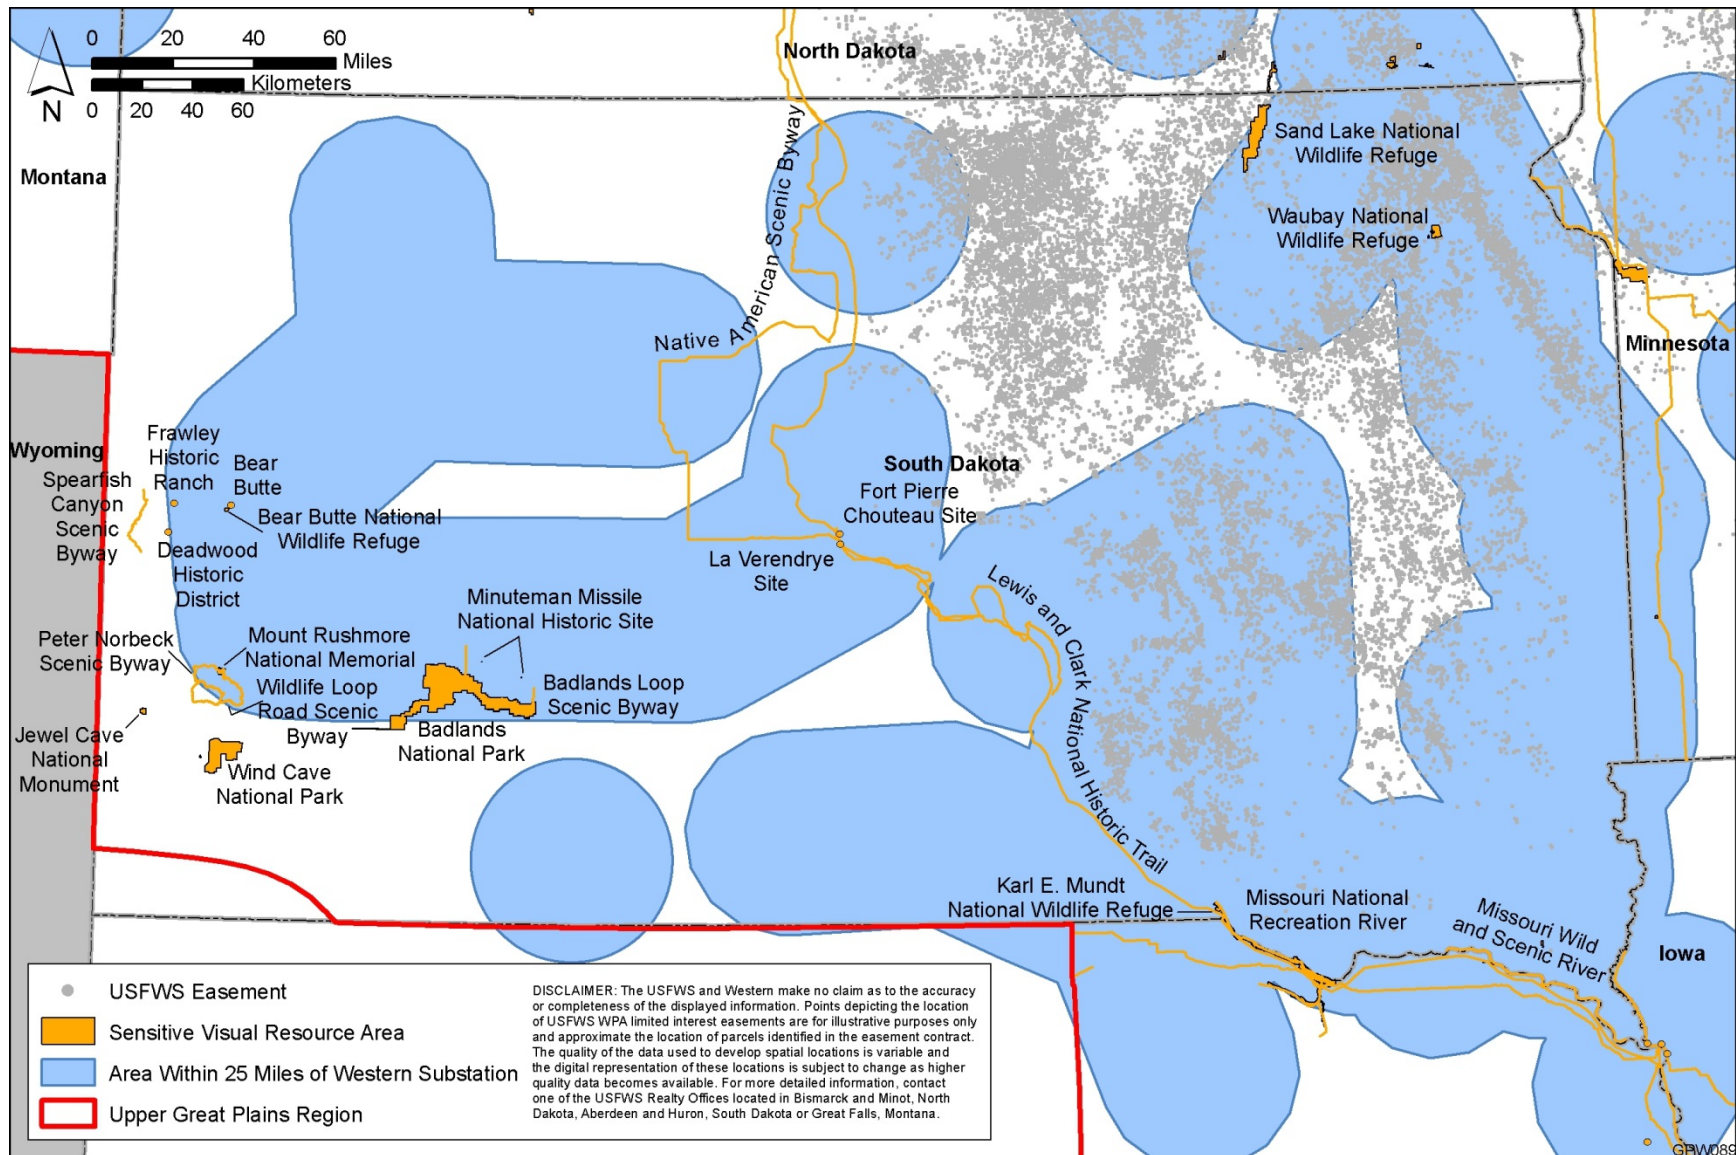 0 20 40 60
Miles
Kilometers
0 20 40 60
N
North Dakota
Montana
Native American Scenic Byway
Sand Lake National
Wildlife Refuge
Waubay National
Wildlife Refuge
Minnesota
Wyoming
Frawley
Historic
Ranch
Bear
Butte
Spearfish
Canyon
Scenic
Byway
Bear Butte National
Wildlife Refuge
Deadwood
Historic
District
South Dakota
Fort Pierre
Chouteau Site
La Verendrye
Site
Minuteman Missile
National Historic Site
Lewis and Clark National Historic Trail
Peter Norbeck
Scenic Byway
Mount Rushmore
National Memorial
Wildlife Loop
Road Scenic
Byway
Badlands Loop
Scenic Byway
Badlands
National Park
Jewel Cave
National
Monument
Wind Cave
National Park
Karl E. Mundt
National Wildlife Refuge
Missouri National
Recreation River
Missouri Wild
and Scenic River
Iowa
USFWS Easement
Sensitive Visual Resource Area
Area Within 25 Miles of Western Substation
Upper Great Plains Region
DISCLAIMER: The USFWS and Western make no claim as to the accuracy
or completeness of the displayed information. Points depicting the location
of USFWS WPA limited interest easements are for illustrative purposes only
and approximate the location of parcels identified in the easement contract.
The quality of the data used to develop spatial locations is variable and
the digital representation of these locations is subject to change as higher
quality data becomes available. For more detailed information, contact
one of the USFWS Realty Offices located in Bismarck and Minot, North
Dakota, Aberdeen and Huron, South Dakota or Great Falls, Montana.
GPW089